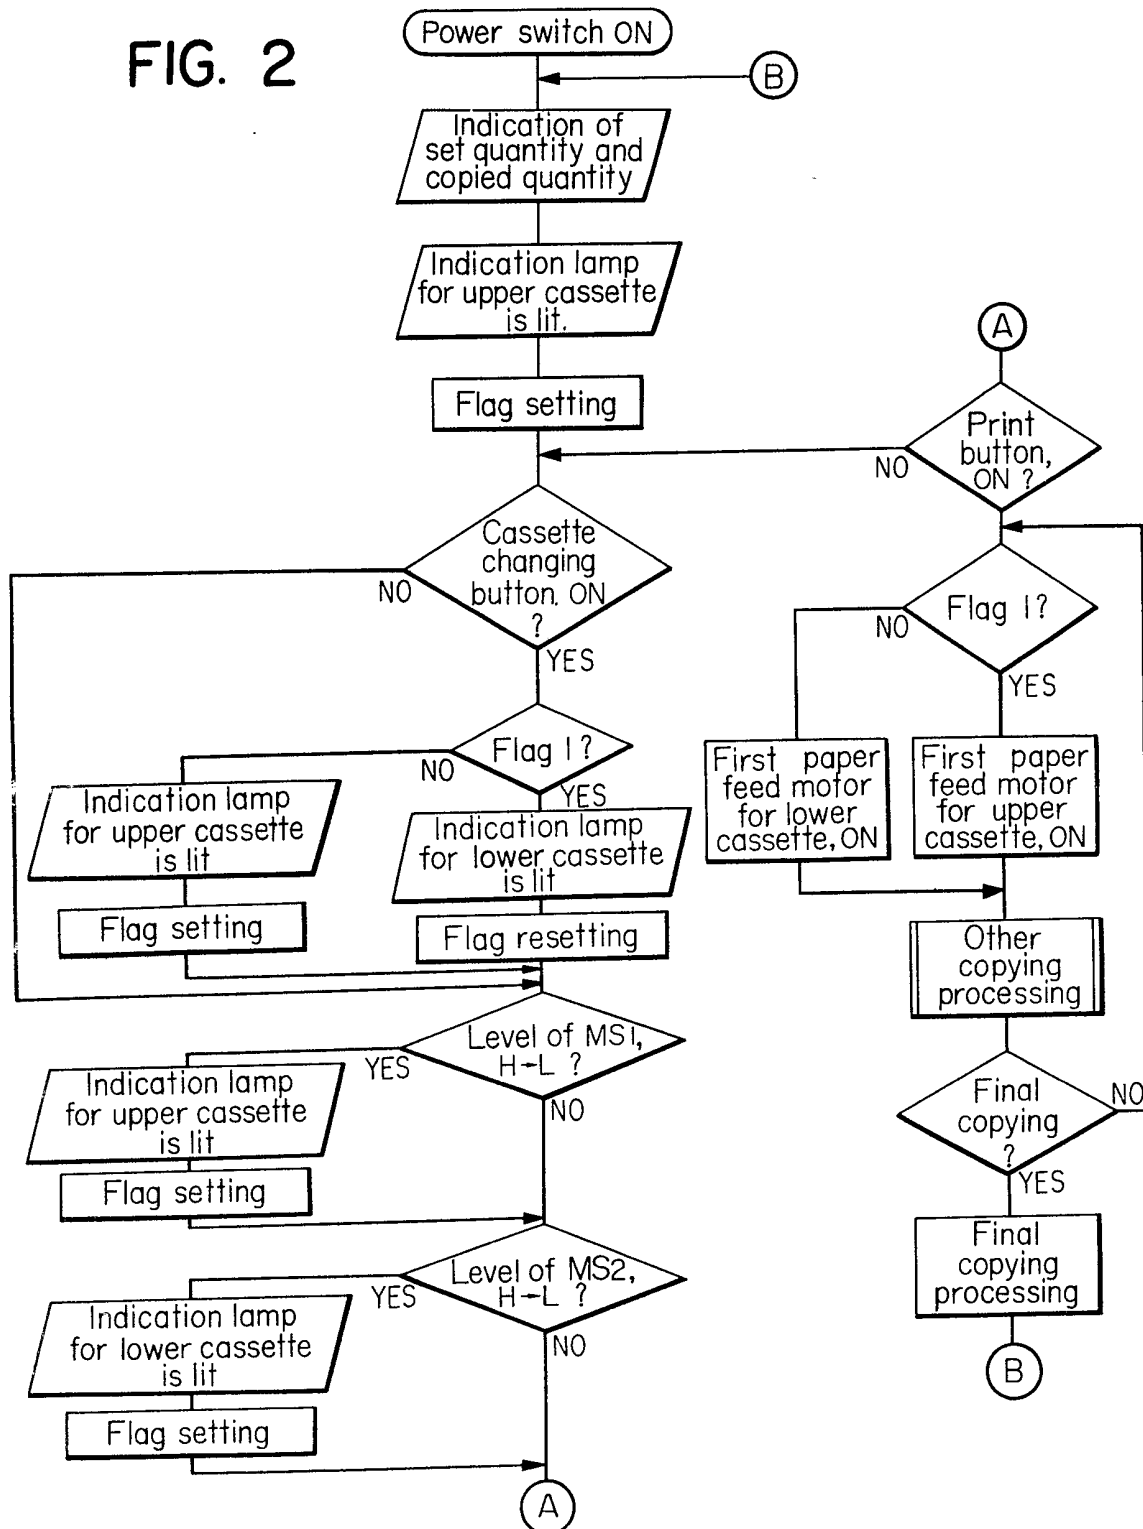 FIG. 2
Power switch ON
B
Indication of
set quantity and
copied quantity
Indication lamp
for upper cassette
is lit.
Flag setting
Cassette
changing
button, ON
?
NO
YES
Flag 1?
NO
YES
Indication lamp
for upper cassette
is lit
Flag setting
Indication lamp
for lower cassette
is lit
Flag resetting
Level of MS1,
H→L ?
YES
NO
Indication lamp
for upper cassette
is lit
Flag setting
Level of MS2,
H→L ?
YES
NO
Indication lamp
for lower cassette
is lit
Flag setting
A
A
Print
button,
ON ?
NO
Flag 1?
NO
YES
First paper
feed motor
for lower
cassette, ON
First paper
feed motor
for upper
cassette, ON
Other
copying
processing
Final
copying
?
NO
YES
Final
copying
processing
B